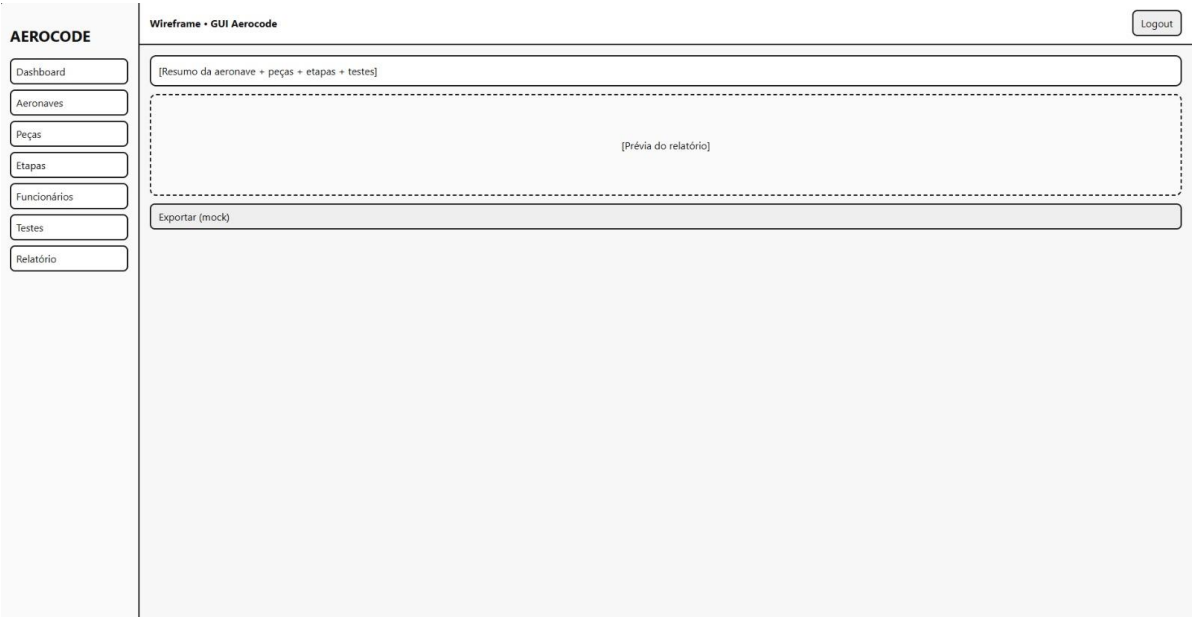 AEROCODE
Dashboard
Aeronaves
Peças
Etapas
Funcionários
Testes
Relatório
Wireframe • GUI Aerocode
Logout
[Resumo da aeronave + peças + etapas + testes]
[Prévia do relatório]
Exportar (mock)